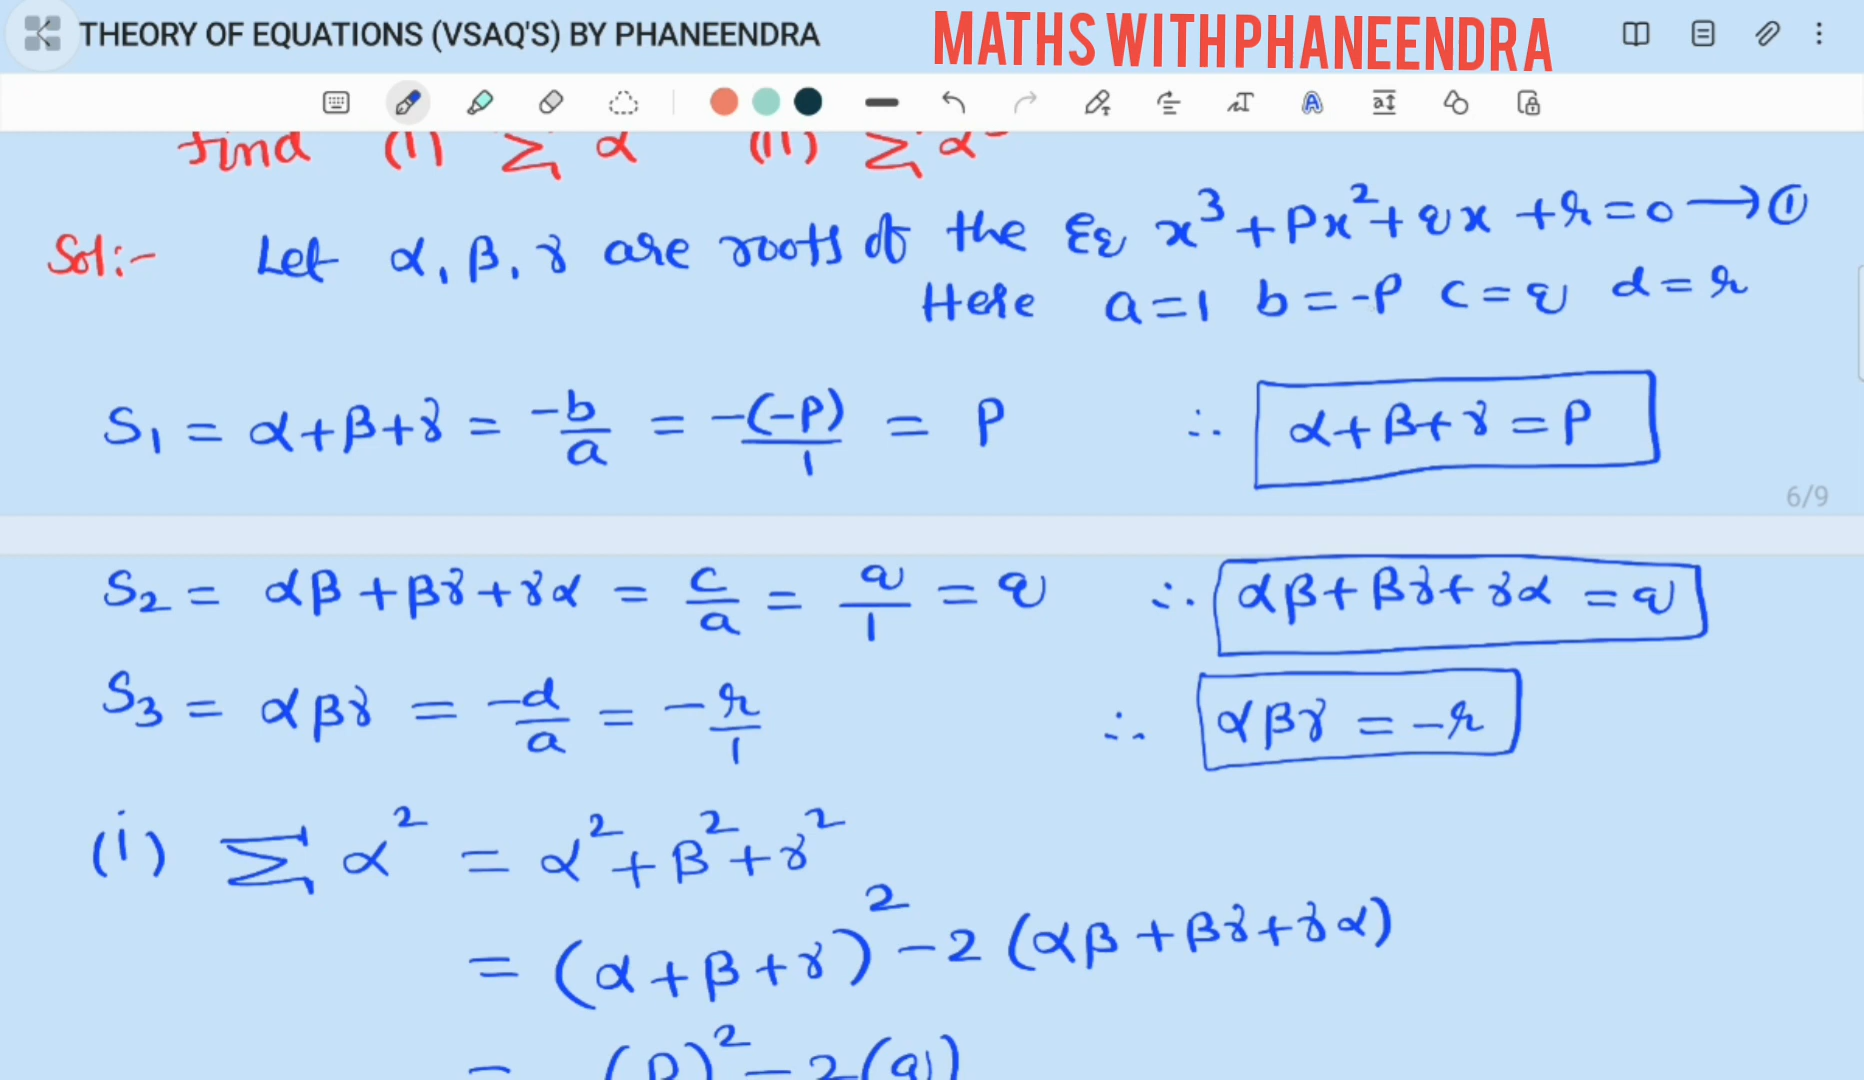 THEORY OF EQUATIONS (VSAQ'S) BY PHANEENDRA
MATHS WITH PHANEENDRA
find (i) Σ α (ii) Σ α
Sol:- Let α, β, γ are roots of the Eq x³ + px² + qx + r = 0 → ①
Here a = 1 b = -p c = q d = r
S₁ = α+β+γ = -b/a = -(-p)/1 = p ∴ α+β+γ = p
6/9
S₂ = αβ + βγ + γα = c/a = q/1 = q ∴ αβ+βγ+γα = q
S₃ = αβγ = -d/a = -r/1 ∴ αβγ = -r
(i) Σ α² = α² + β² + γ²
= (α+β+γ)² - 2 (αβ + βγ + γα)
= (p)² - 2(q)